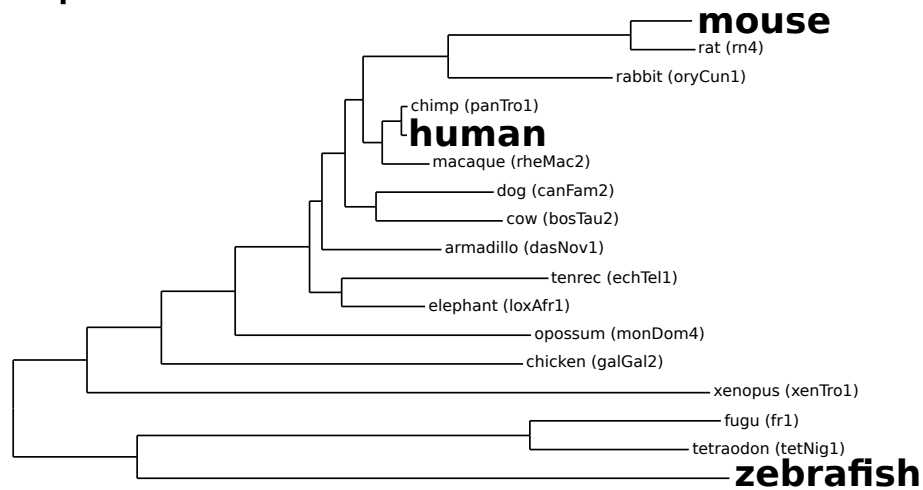 mouse
rat (rn4)
rabbit (oryCun1)
chimp (panTro1)
human
macaque (rheMac2)
dog (canFam2)
cow (bosTau2)
armadillo (dasNov1)
tenrec (echTel1)
elephant (loxAfr1)
opossum (monDom4)
chicken (galGal2)
xenopus (xenTro1)
fugu (fr1)
tetraodon (tetNig1)
zebrafish